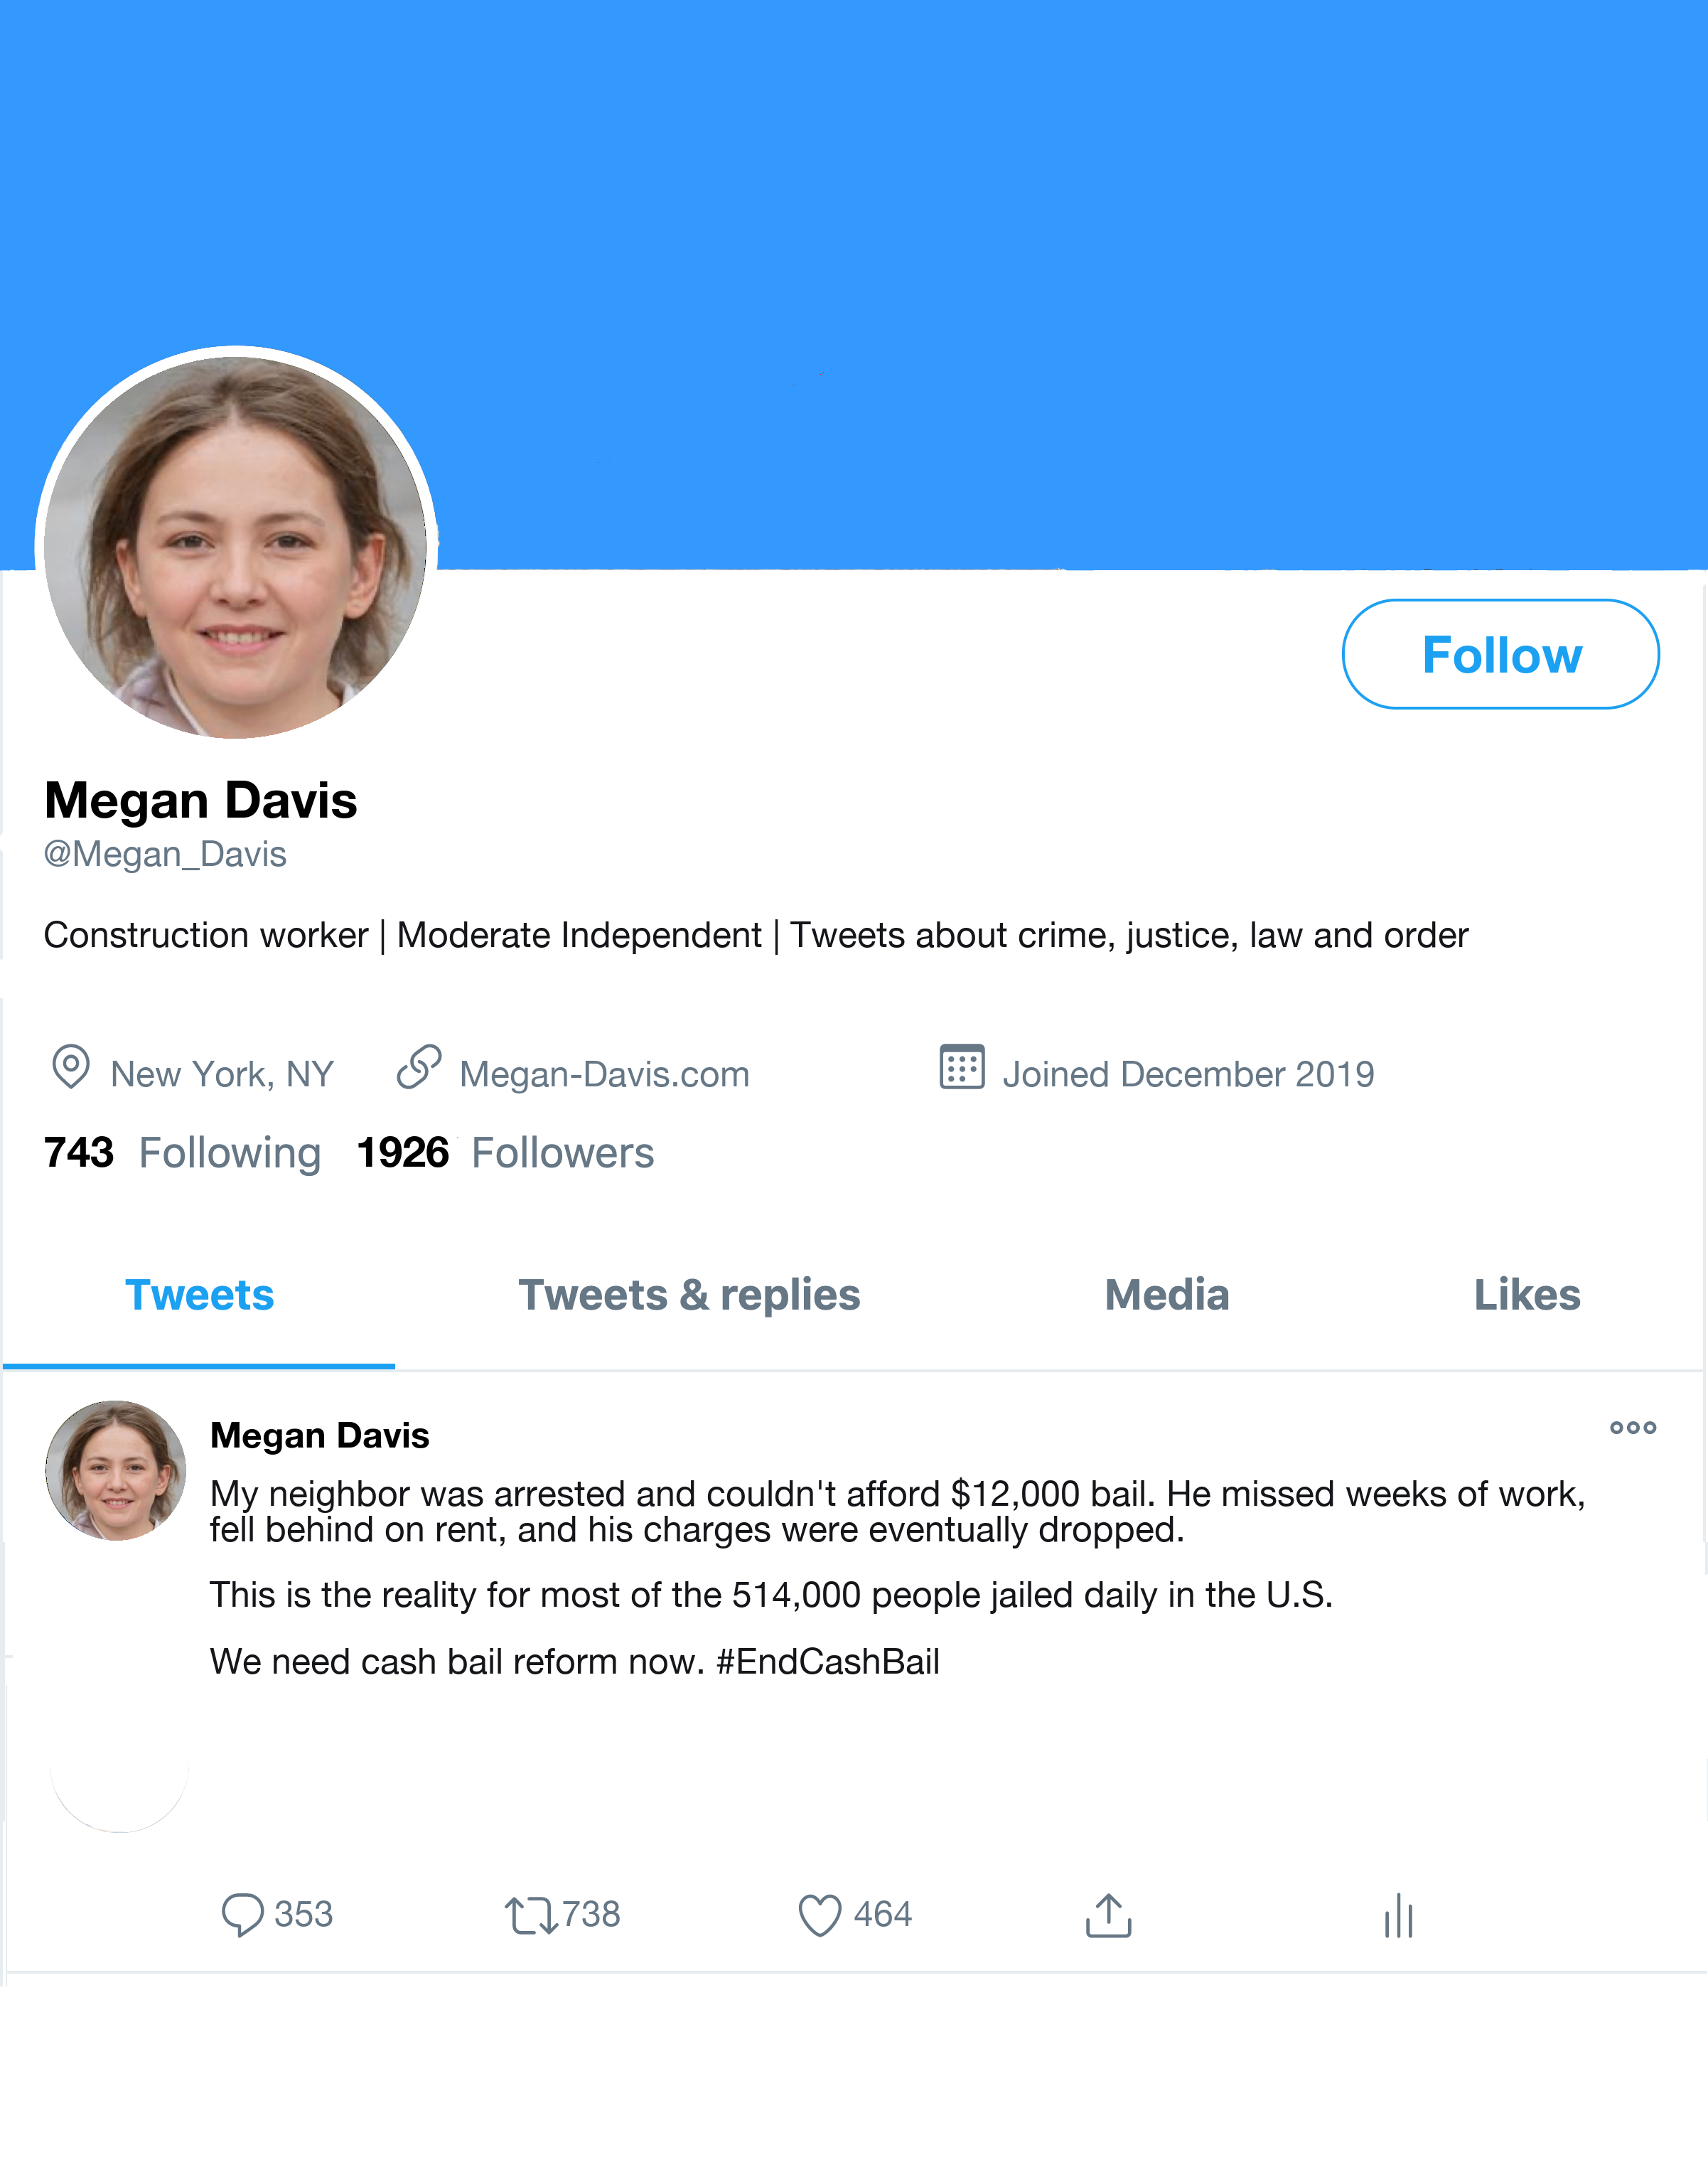 Follow
Megan Davis
@Megan_Davis
Construction worker | Moderate Independent | Tweets about crime, justice, law and order
New York, NY Megan-Davis.com Joined December 2019
743 Following 1926 Followers
Tweets Tweets & replies Media Likes
Megan Davis
My neighbor was arrested and couldn't afford $12,000 bail. He missed weeks of work,
fell behind on rent, and his charges were eventually dropped.
This is the reality for most of the 514,000 people jailed daily in the U.S.
We need cash bail reform now. #EndCashBail
353 738 464